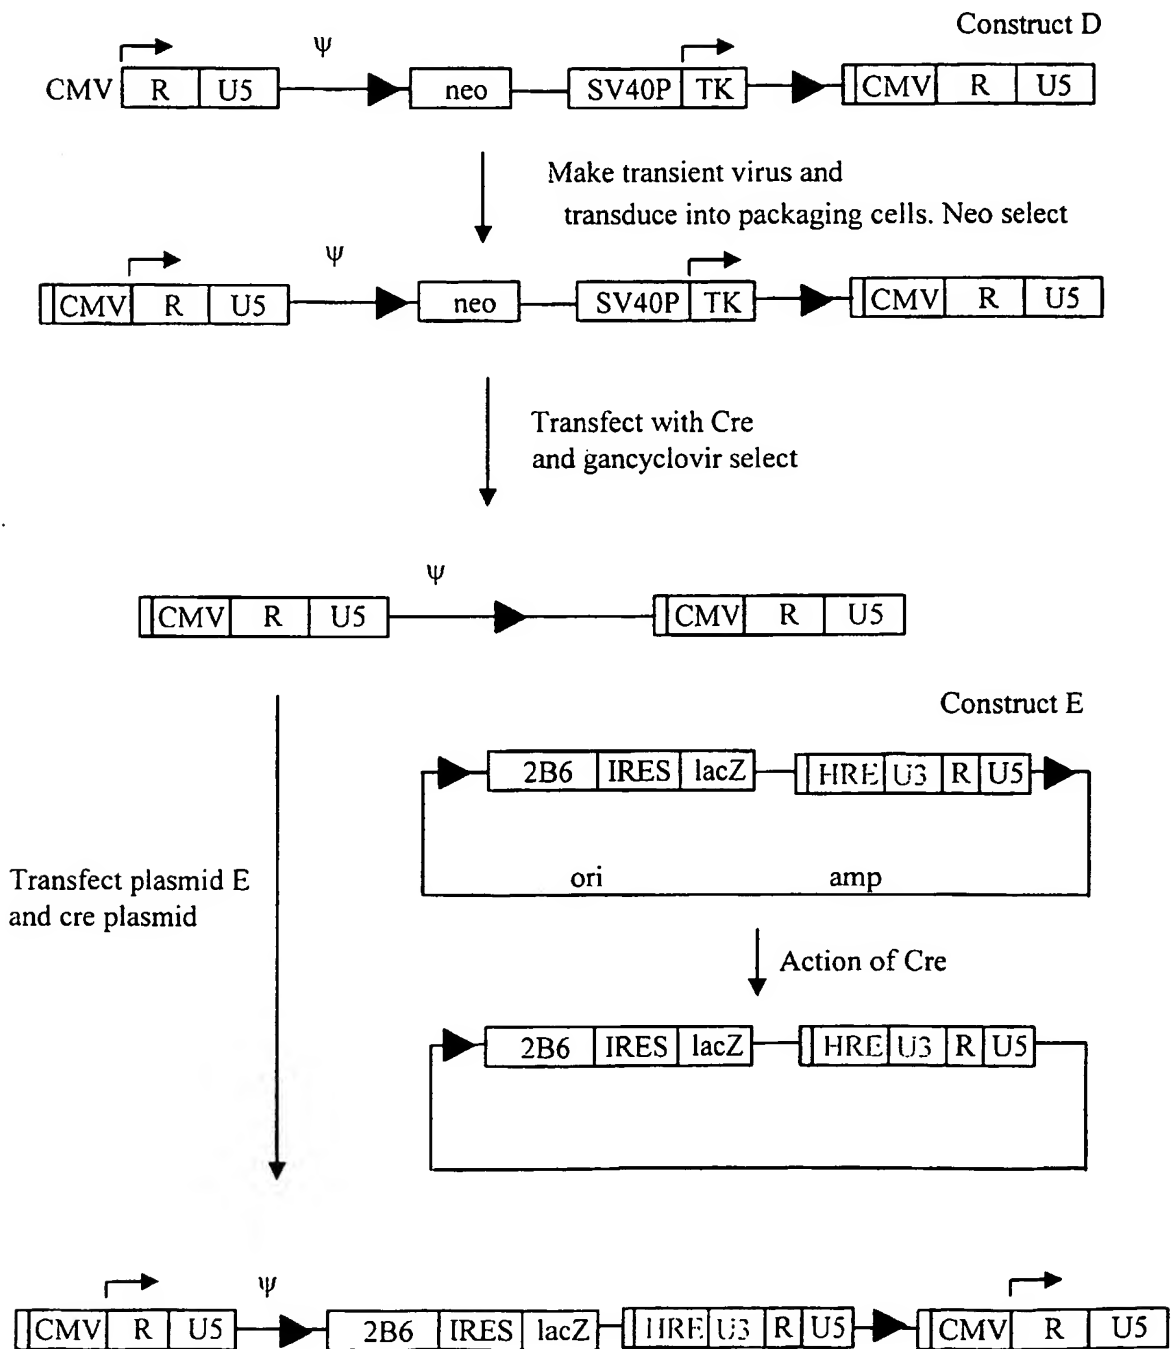 Construct D
ψ
CMV R U5 neo SV40P TK CMV R U5
Make transient virus and
transduce into packaging cells. Neo select
ψ
CMV R U5 neo SV40P TK CMV R U5
Transfect with Cre
and gancyclovir select
ψ
CMV R U5 CMV R U5
Construct E
2B6 IRES lacZ HRE U3 R U5
ori amp
Transfect plasmid E
and cre plasmid
Action of Cre
2B6 IRES lacZ HRE U3 R U5
ψ
CMV R U5 2B6 IRES lacZ HRE U3 R U5 CMV R U5